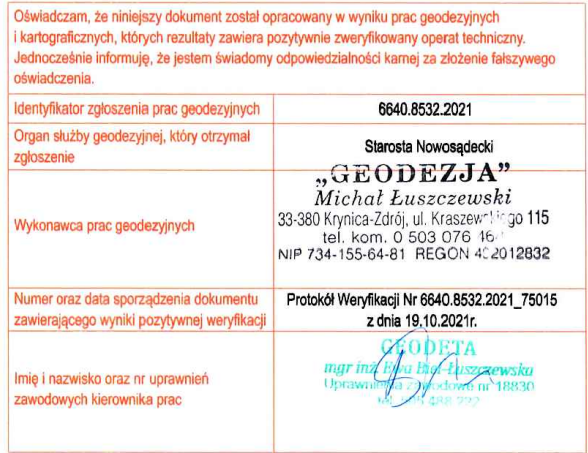 Oświadczam, że niniejszy dokument został opracowany w wyniku prac geodezyjnych
i kartograficznych, których rezultaty zawiera pozytywnie zweryfikowany operat techniczny.
Jednocześnie informuję, że jestem świadomy odpowiedzialności karnej za złożenie fałszywego
oświadczenia.
Identyfikator zgłoszenia prac geodezyjnych 6640.8532.2021
Organ służby geodezyjnej, który otrzymał
zgłoszenie
Starosta Nowosądecki
Wykonawca prac geodezyjnych
„GEODEZJA”
Michał Łuszczewski
33-380 Krynica-Zdrój, ul. Kraszewskiego 115
tel. kom. 0 503 076
NIP 734-155-64-81 REGON
Numer oraz data sporządzenia dokumentu
zawierającego wyniki pozytywnej weryfikacji
Protokół Weryfikacji Nr 6640.8532.2021_75015
z dnia 19.10.2021r.
Imię i nazwisko oraz nr uprawnień
zawodowych kierownika prac
GEODETA
mgr inż. Ewa Łuszczewska
Uprawnienia zawodowe nr 18830